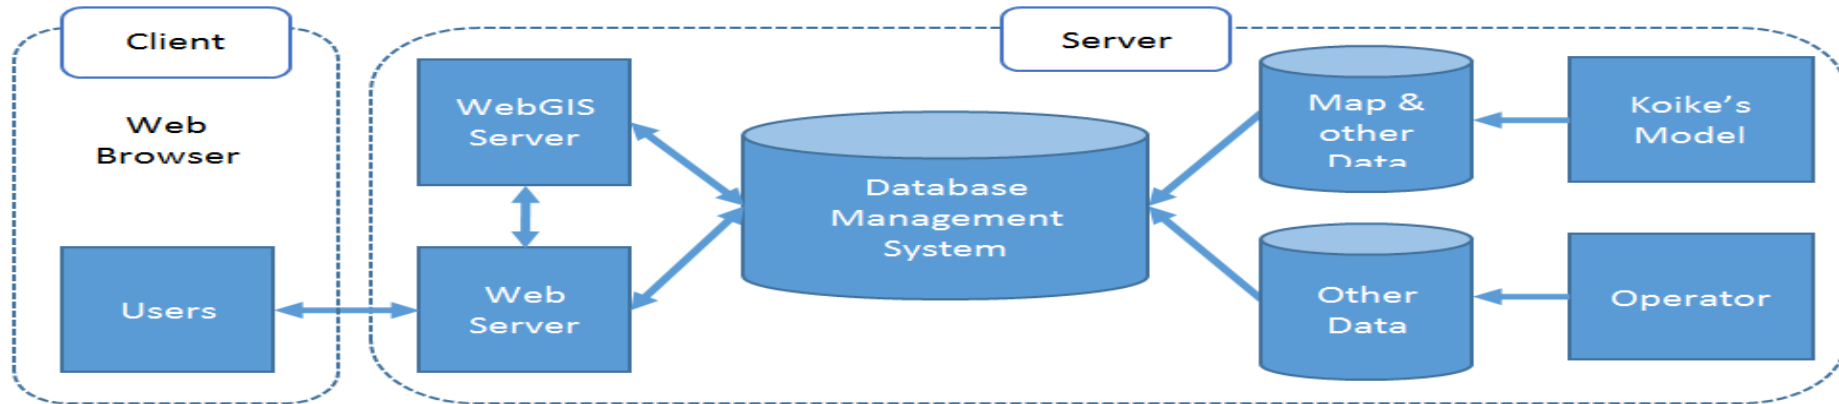 Client
Web
Browser
Users
Server
WebGIS
Server
Web
Server
Database
Management
System
Map &
other
Data
Other
Data
Koike's
Model
Operator